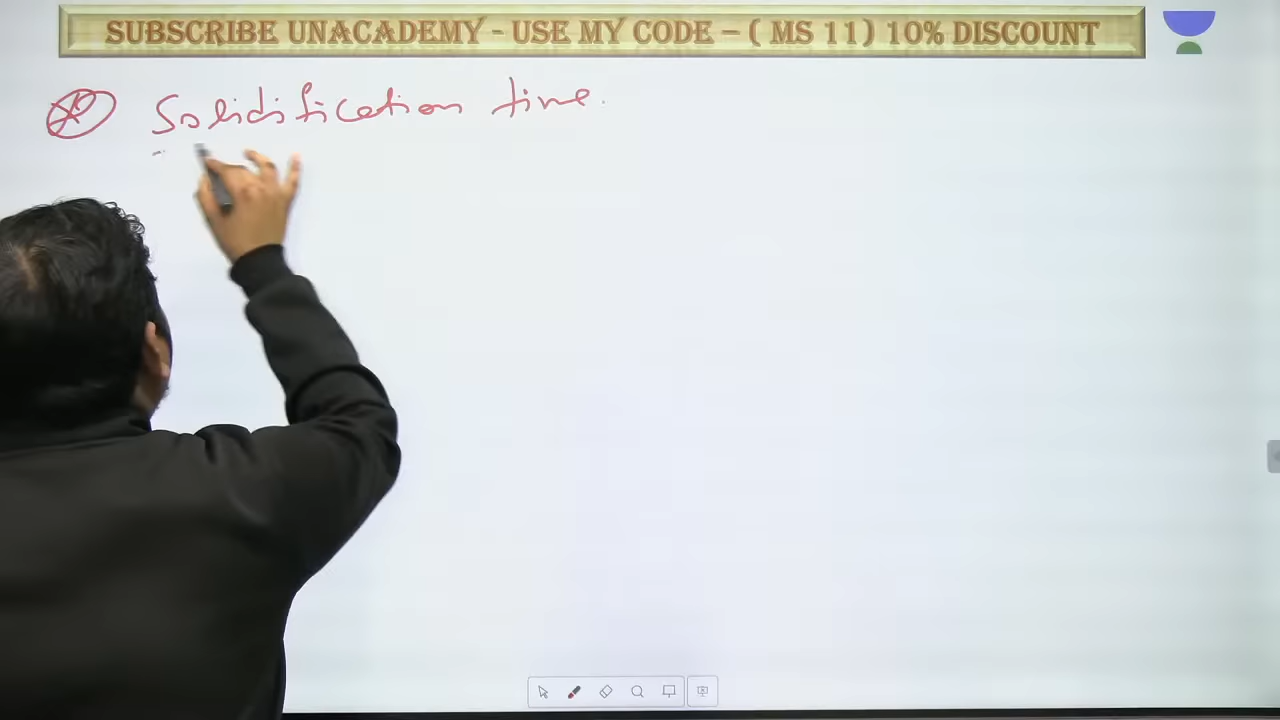 SUBSCRIBE UNACADEMY - USE MY CODE – ( MS 11) 10% DISCOUNT
Solidification time.